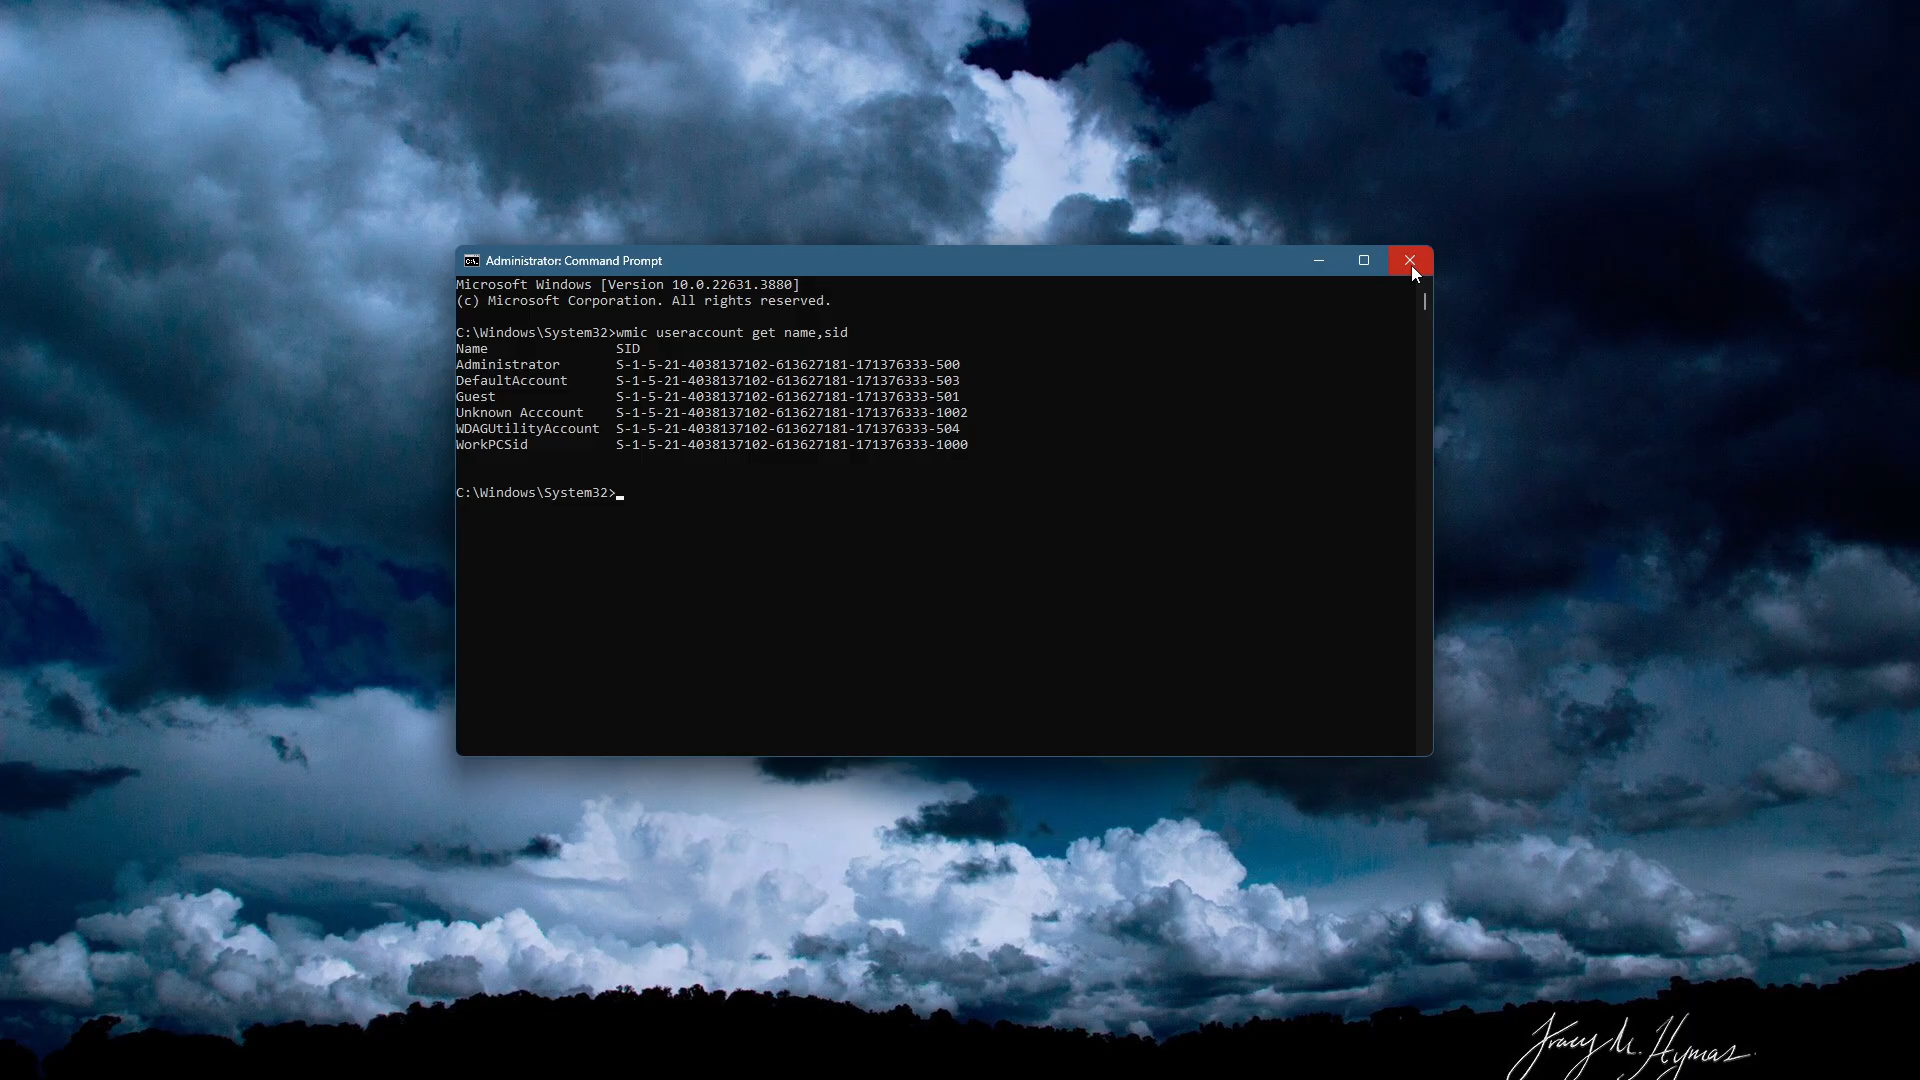 Administrator: Command Prompt
Microsoft Windows [Version 10.0.22631.3880]
(c) Microsoft Corporation. All rights reserved.
C:\Windows\System32>wmic useraccount get name,sid
Name SID
Administrator S-1-5-21-4038137102-613627181-171376333-500
DefaultAccount S-1-5-21-4038137102-613627181-171376333-503
Guest S-1-5-21-4038137102-613627181-171376333-501
Unknown Acccount S-1-5-21-4038137102-613627181-171376333-1002
WDAGUtilityAccount S-1-5-21-4038137102-613627181-171376333-504
WorkPCSid S-1-5-21-4038137102-613627181-171376333-1000
C:\Windows\System32>
Tracy M. Hymas